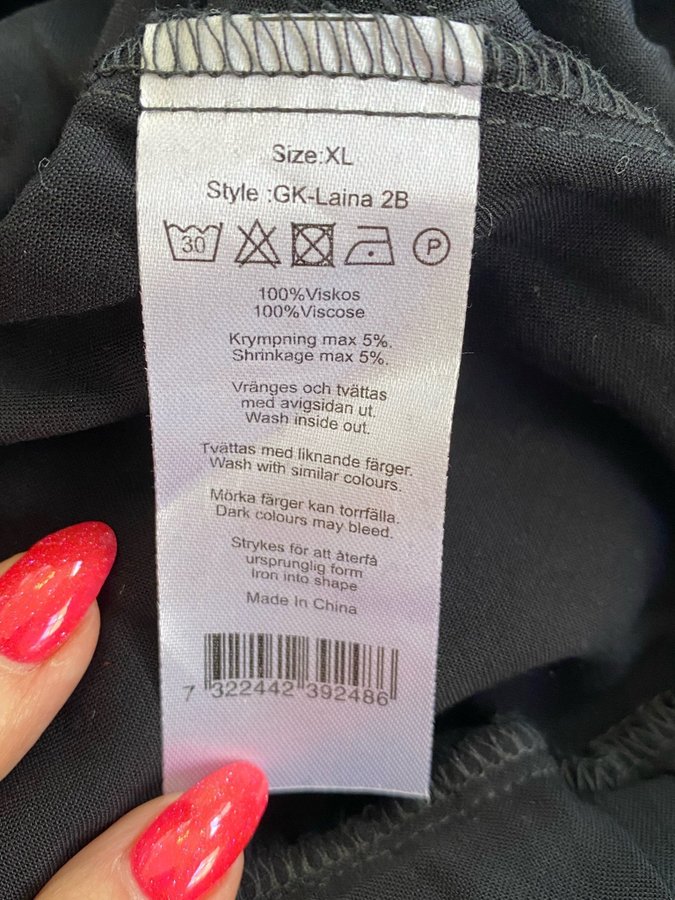 Size:XL
Style :GK-Laina 2B
30 P
100%Viskos
100%Viscose
Krympning max 5%.
Shrinkage max 5%.
Vränges och tvättas
med avigsidan ut.
Wash inside out.
Tvättas med liknande färger.
Wash with similar colours.
Mörka färger kan torrfälla.
Dark colours may bleed.
Strykes för att återfå
ursprunglig form
Iron into shape
Made In China
7 322442 392486